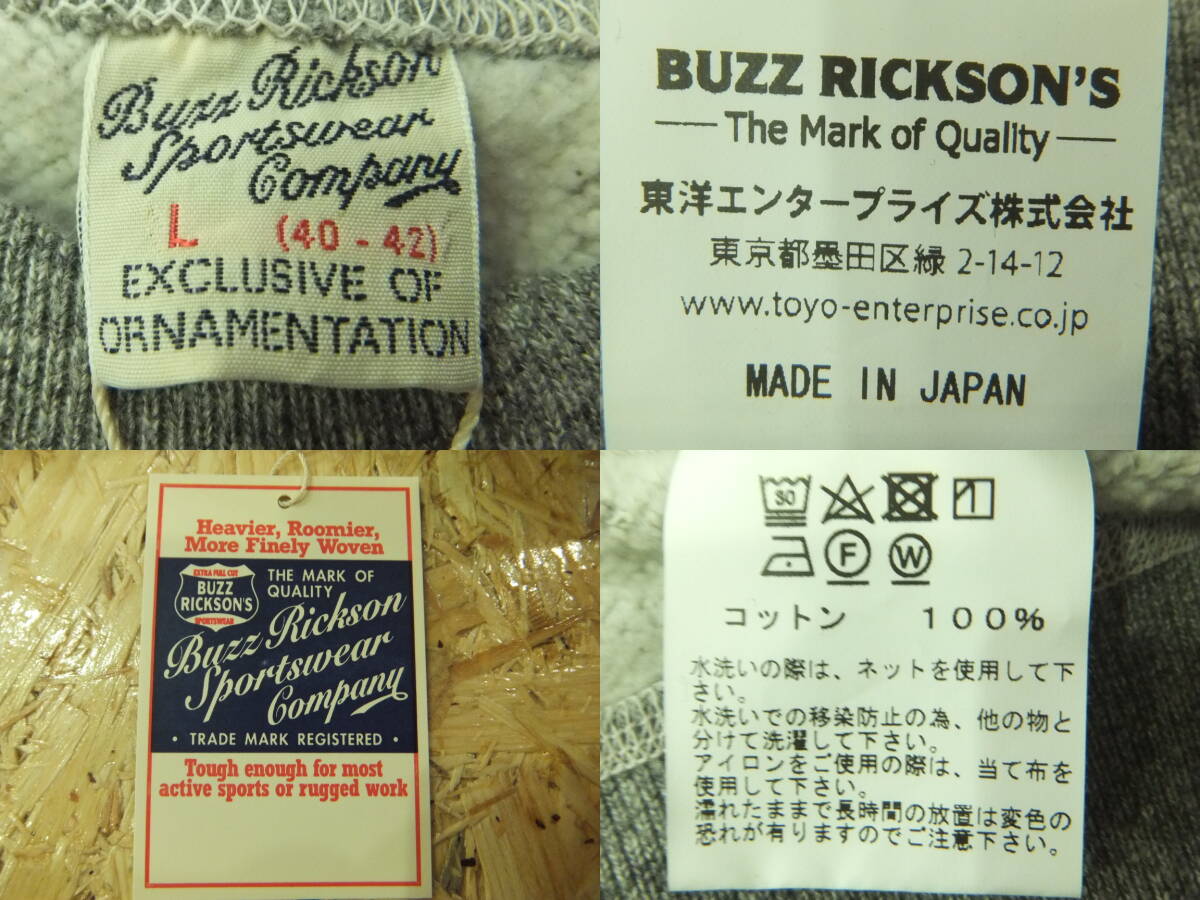 Buzz Rickson
Sportswear
Company
L (40 - 42)
EXCLUSIVE OF
ORNAMENTATION
BUZZ RICKSON'S
The Mark of Quality
東洋エンタープライズ株式会社
東京都墨田区緑 2-14-12
www.toyo-enterprise.co.jp
MADE IN JAPAN
Heavier, Roomier,
More Finely Woven
EXTRA FULL CUT
BUZZ
RICKSON'S
SPORTSWEAR
THE MARK OF
QUALITY
Buzz Rickson
Sportswear
Company
· TRADE MARK REGISTERED ·
Tough enough for most
active sports or rugged work
30
1
F W
コットン 100%
水洗いの際は、ネットを使用して下
さい。
水洗いでの移染防止の為、他の物と
分けて洗濯して下さい。
アイロンをご使用の際は、当て布を
使用して下さい。
濡れたままで長時間の放置は変色の
恐れが有りますのでご注意下さい。